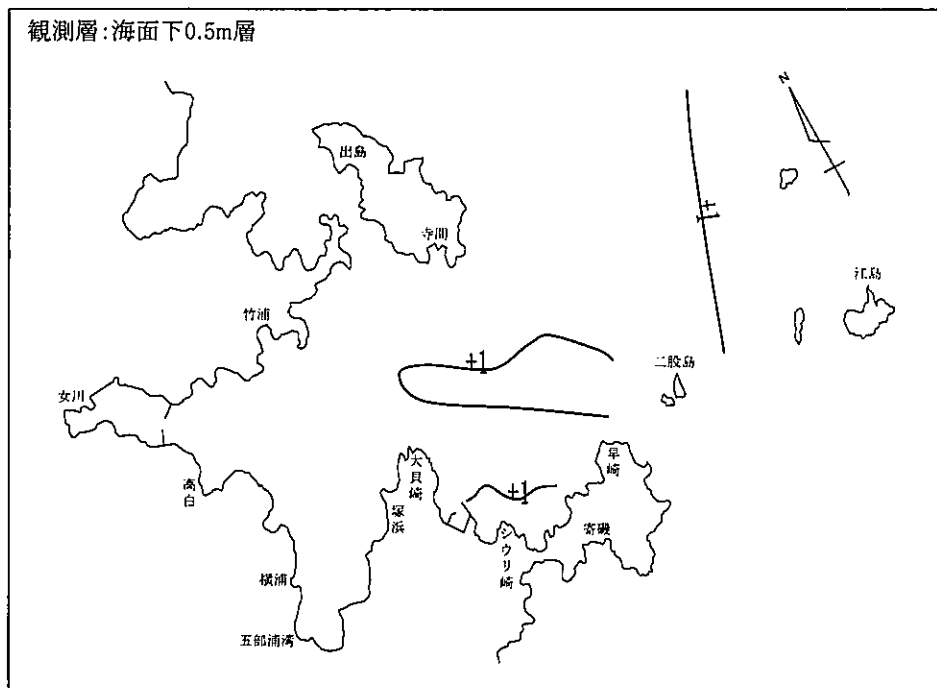 観測層:海面下0.5m層
N
出島
+1
寺間
江島
竹浦
+1
二股島
女川
大貝崎
早崎
高白
+1
塚浜
シウリ崎
寄磯
横浦
五部浦湾